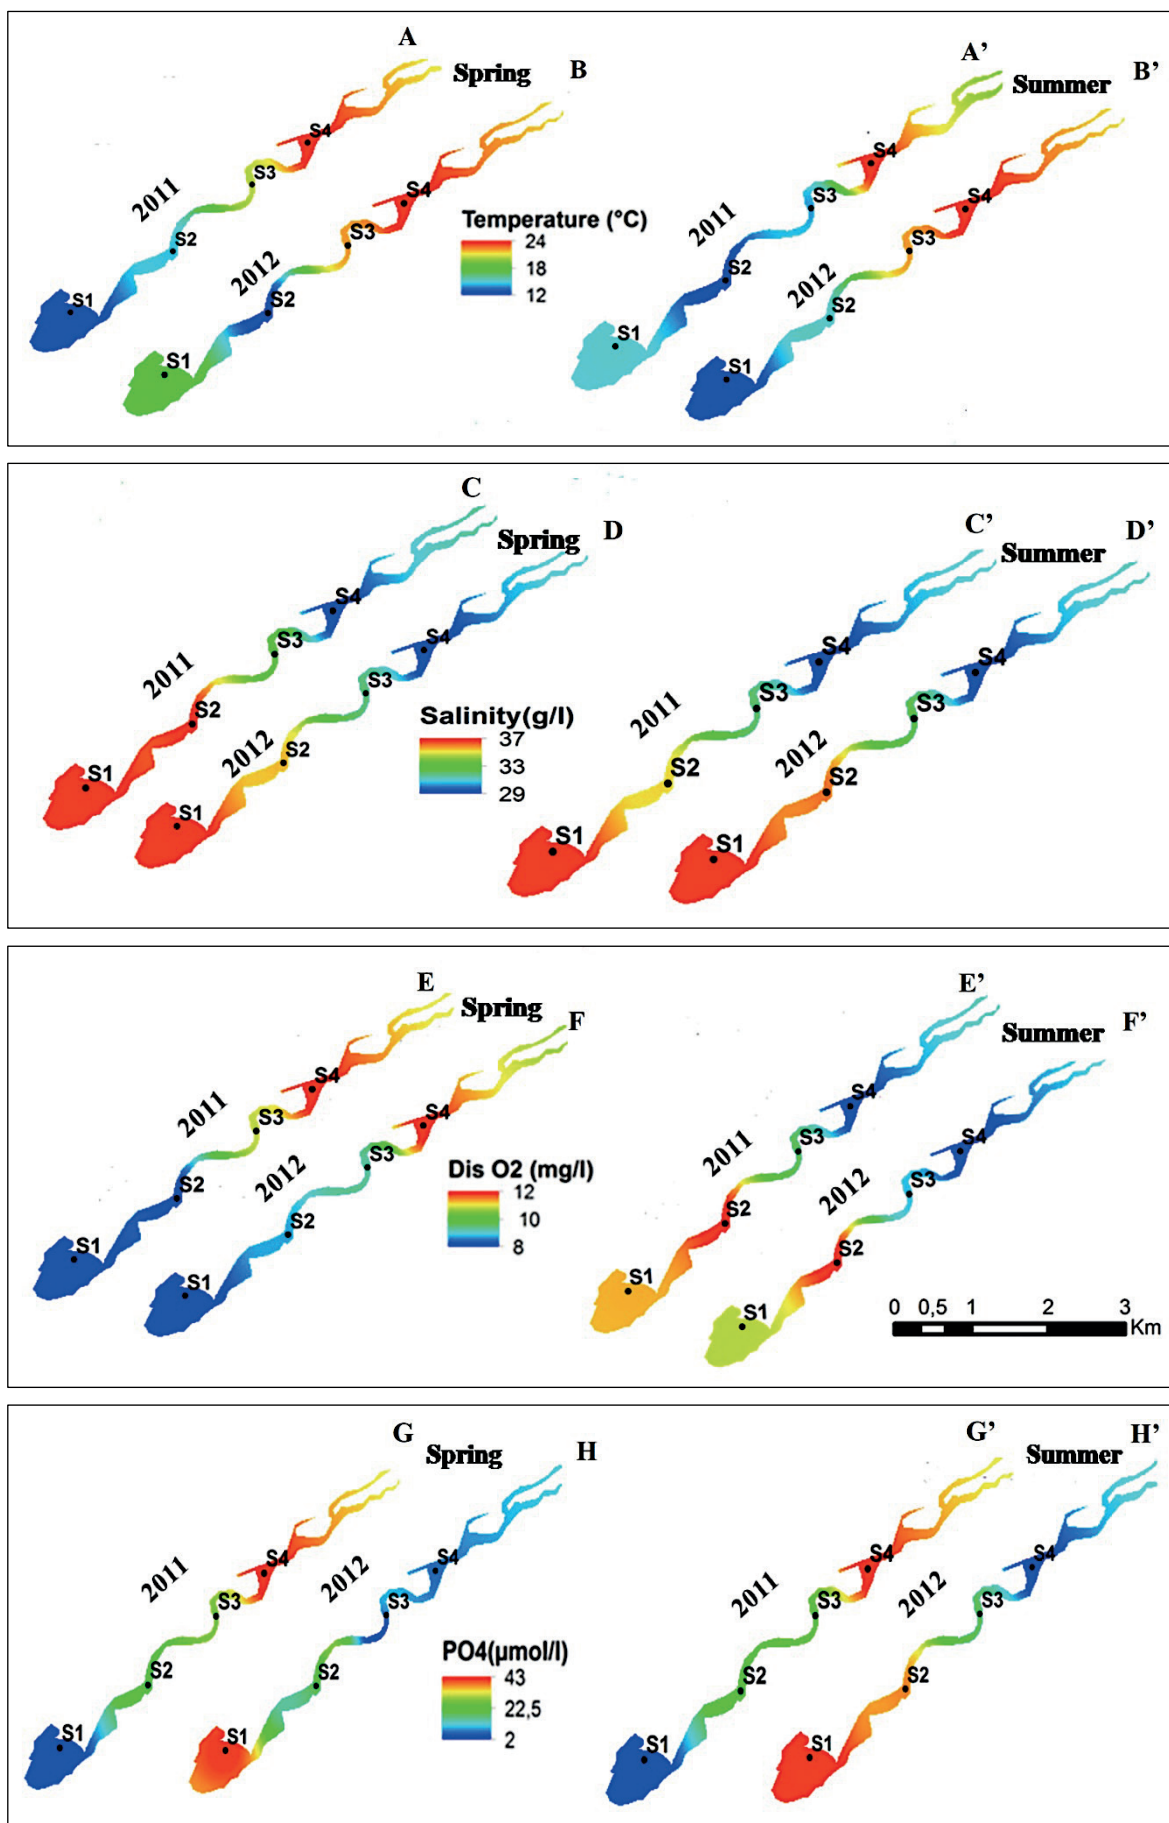 A
Spring
B
A’
Summer
B’
S4
S3
2011
S2
S1
S4
S3
2012
S2
S1
Temperature (°C)
24
18
12
S4
S3
2011
S2
S1
S4
S3
2012
S2
S1
C
Spring
D
C’
Summer
D’
S4
S3
2011
S2
S1
S4
S3
2012
S2
S1
Salinity(g/l)
37
33
29
S4
S3
2011
S2
S1
S4
S3
2012
S2
S1
E
Spring
F
E’
Summer
F’
S4
S3
2011
S2
S1
S4
S3
2012
S2
S1
Dis O2 (mg/l)
12
10
8
S4
S3
2011
S2
S1
S4
S3
2012
S2
S1
0 0,5 1 2 3
Km
G
Spring
H
G’
Summer
H’
S4
S3
2011
S2
S1
S4
S3
2012
S2
S1
PO4(µmol/l)
43
22,5
2
S4
S3
2011
S2
S1
S4
S3
2012
S2
S1